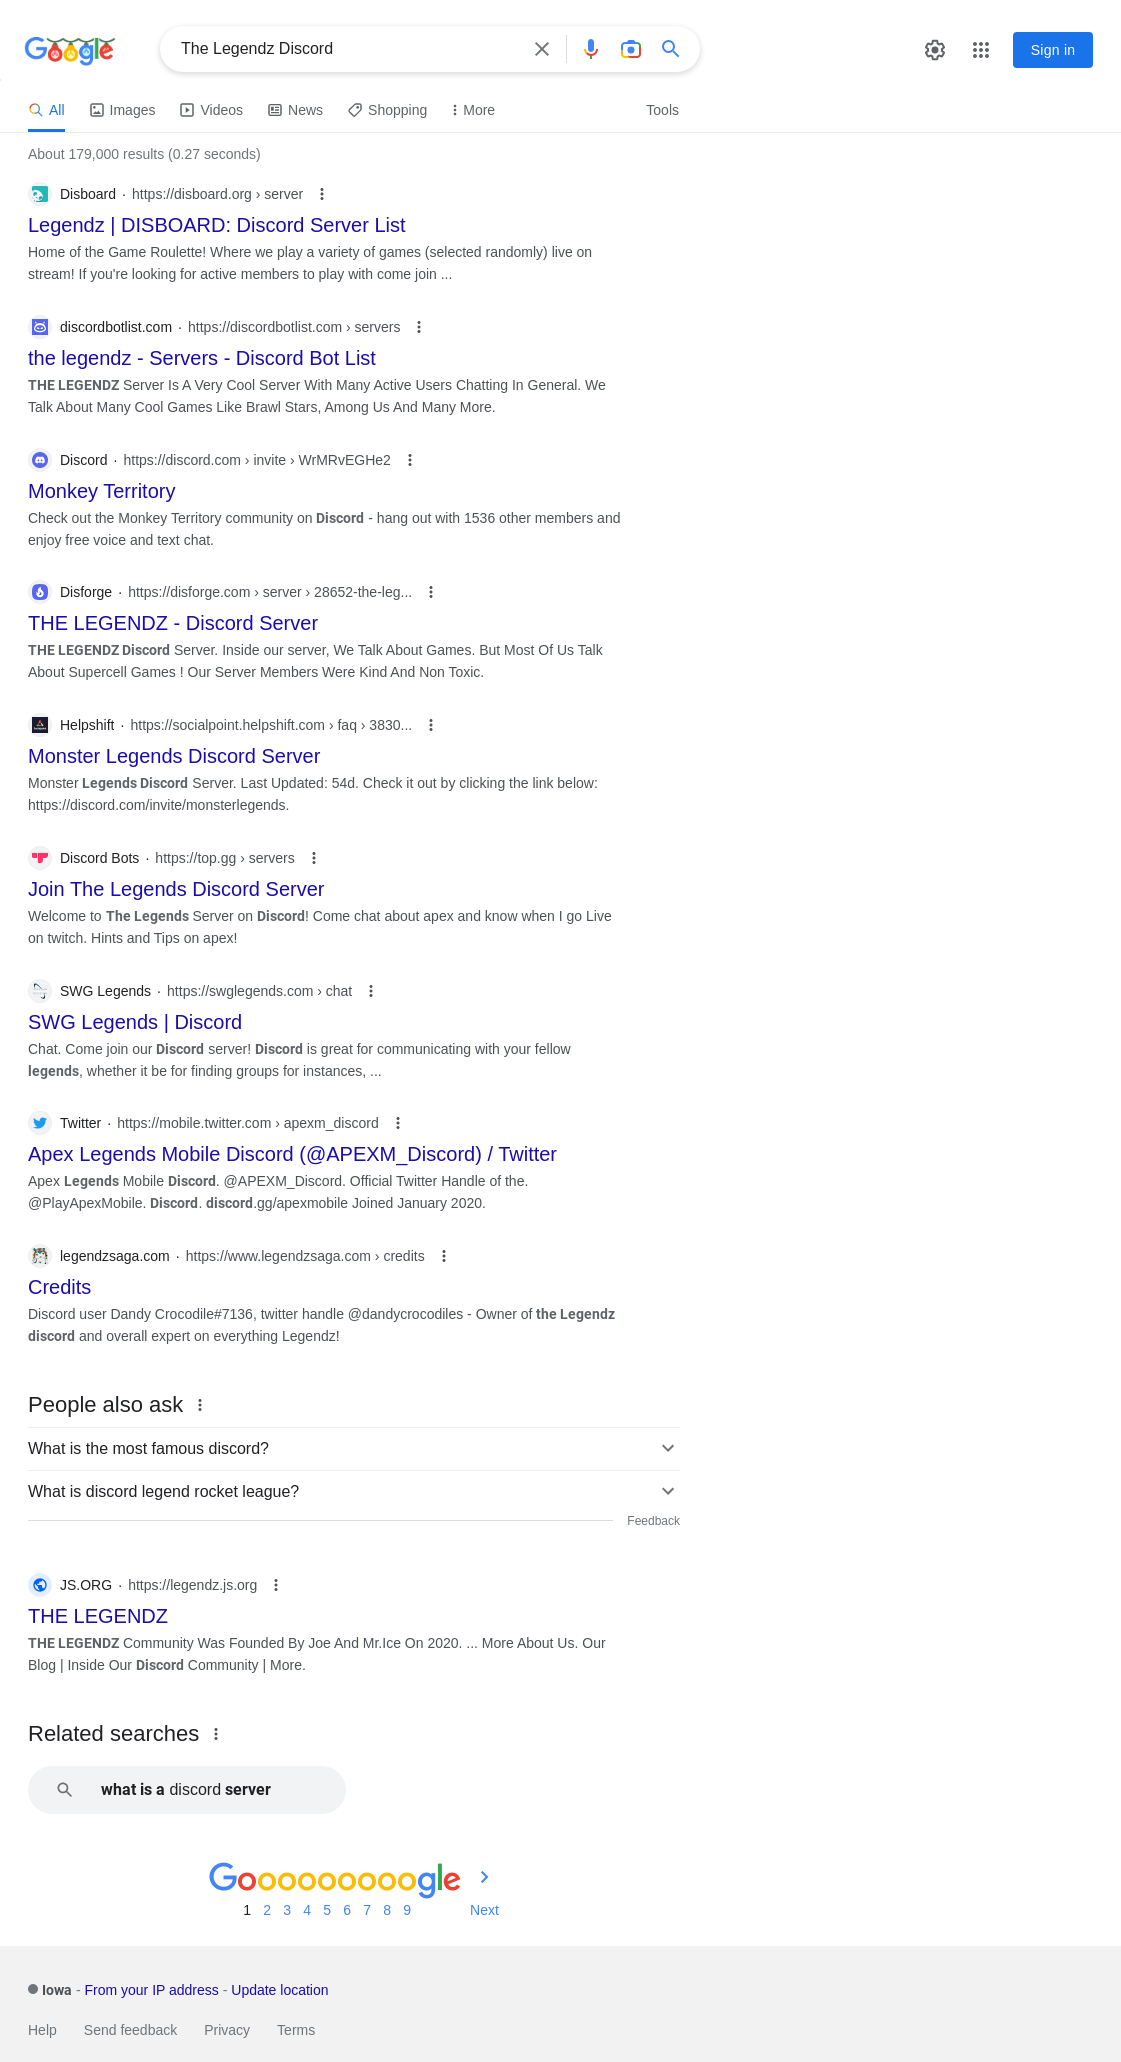 Google
The Legendz Discord
Sign in
All Images Videos News Shopping More Tools
About 179,000 results (0.27 seconds)
Disboard · https://disboard.org › server
Legendz | DISBOARD: Discord Server List
Home of the Game Roulette! Where we play a variety of games (selected randomly) live on
stream! If you're looking for active members to play with come join ...
discordbotlist.com · https://discordbotlist.com › servers
the legendz - Servers - Discord Bot List
THE LEGENDZ Server Is A Very Cool Server With Many Active Users Chatting In General. We
Talk About Many Cool Games Like Brawl Stars, Among Us And Many More.
Discord · https://discord.com › invite › WrMRvEGHe2
Monkey Territory
Check out the Monkey Territory community on Discord - hang out with 1536 other members and
enjoy free voice and text chat.
Disforge · https://disforge.com › server › 28652-the-leg...
THE LEGENDZ - Discord Server
THE LEGENDZ Discord Server. Inside our server, We Talk About Games. But Most Of Us Talk
About Supercell Games ! Our Server Members Were Kind And Non Toxic.
Helpshift · https://socialpoint.helpshift.com › faq › 3830...
Monster Legends Discord Server
Monster Legends Discord Server. Last Updated: 54d. Check it out by clicking the link below:
https://discord.com/invite/monsterlegends.
Discord Bots · https://top.gg › servers
Join The Legends Discord Server
Welcome to The Legends Server on Discord! Come chat about apex and know when I go Live
on twitch. Hints and Tips on apex!
SWG Legends · https://swglegends.com › chat
SWG Legends | Discord
Chat. Come join our Discord server! Discord is great for communicating with your fellow
legends, whether it be for finding groups for instances, ...
Twitter · https://mobile.twitter.com › apexm_discord
Apex Legends Mobile Discord (@APEXM_Discord) / Twitter
Apex Legends Mobile Discord. @APEXM_Discord. Official Twitter Handle of the.
@PlayApexMobile. Discord. discord.gg/apexmobile Joined January 2020.
legendzsaga.com · https://www.legendzsaga.com › credits
Credits
Discord user Dandy Crocodile#7136, twitter handle @dandycrocodiles - Owner of the Legendz
discord and overall expert on everything Legendz!
People also ask
What is the most famous discord?
What is discord legend rocket league?
Feedback
JS.ORG · https://legendz.js.org
THE LEGENDZ
THE LEGENDZ Community Was Founded By Joe And Mr.Ice On 2020. ... More About Us. Our
Blog | Inside Our Discord Community | More.
Related searches
what is a discord server
Goooooooooogle
1 2 3 4 5 6 7 8 9 Next
Iowa - From your IP address - Update location
Help Send feedback Privacy Terms